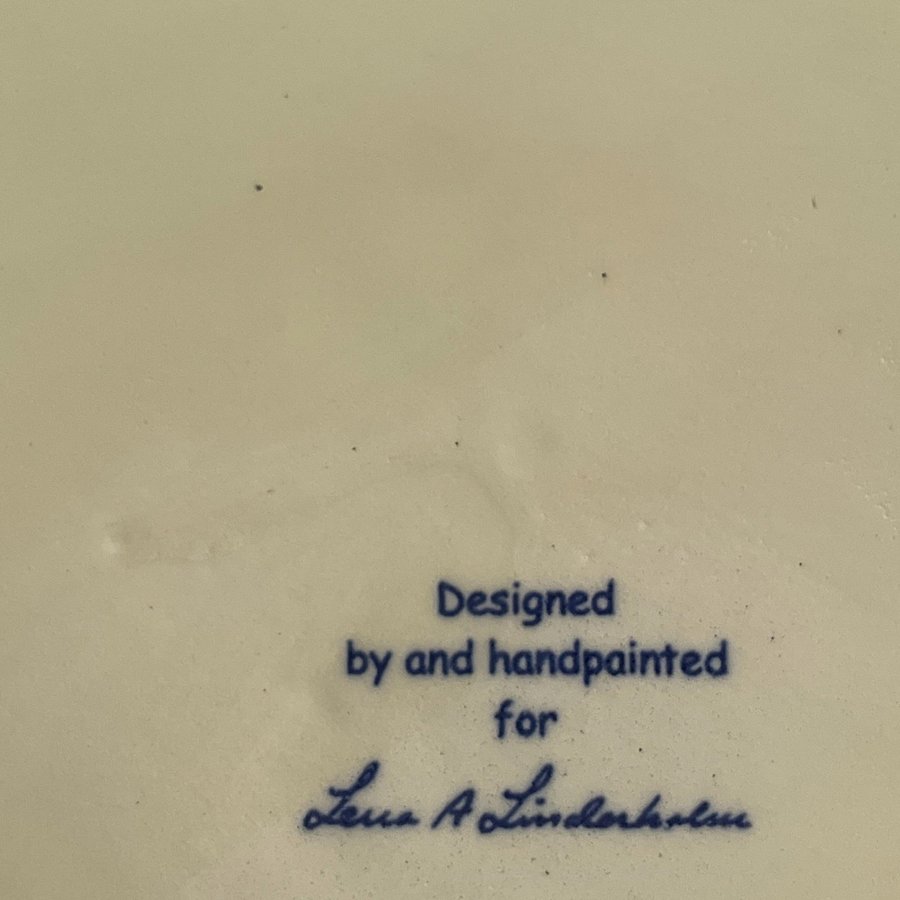 Designed
by and handpainted
for
Lena A Linderholm